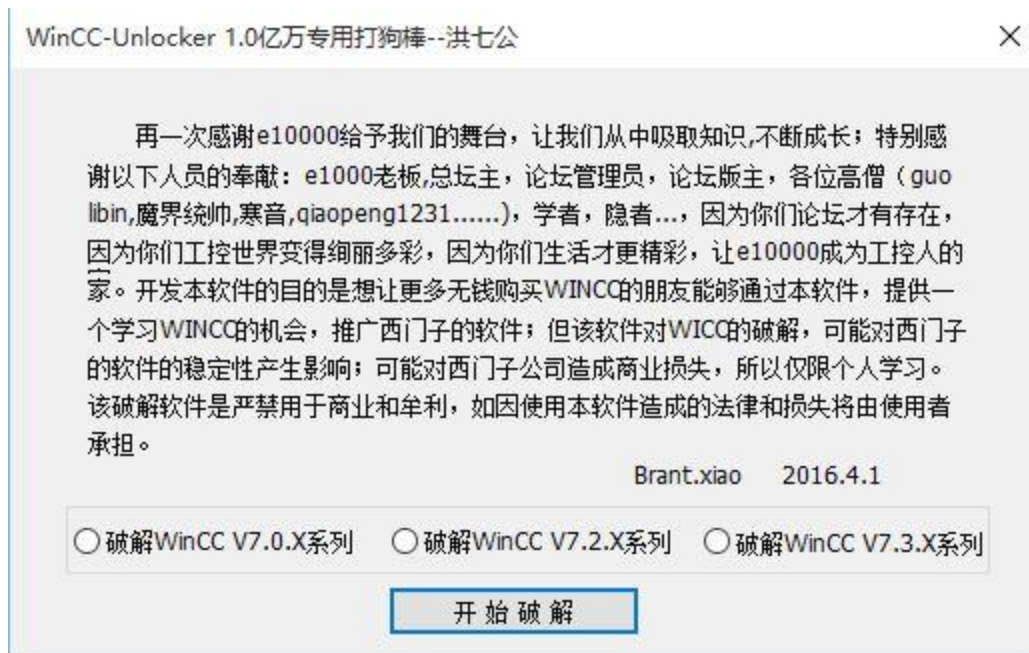 WinCC-Unlocker 1.0亿万专用打狗棒--洪七公
再一次感谢e10000给予我们的舞台，让我们从中吸取知识,不断成长；特别感
谢以下人员的奉献：e1000老板,总坛主，论坛管理员，论坛版主，各位高僧（guo
libin,魔界统帅,寒音,qiaopeng1231......），学者，隐者...，因为你们论坛才有存在，
因为你们工控世界变得绚丽多彩，因为你们生活才更精彩，让e10000成为工控人的
家。开发本软件的目的是想让更多无钱购买WINCC的朋友能够通过本软件，提供一
个学习WINCC的机会，推广西门子的软件；但该软件对WICC的破解，可能对西门子
的软件的稳定性产生影响；可能对西门子公司造成商业损失，所以仅限个人学习。
该破解软件是严禁用于商业和牟利，如因使用本软件造成的法律和损失将由使用者
承担。
Brant.xiao 2016.4.1
破解WinCC V7.0.X系列 破解WinCC V7.2.X系列 破解WinCC V7.3.X系列
开始破解